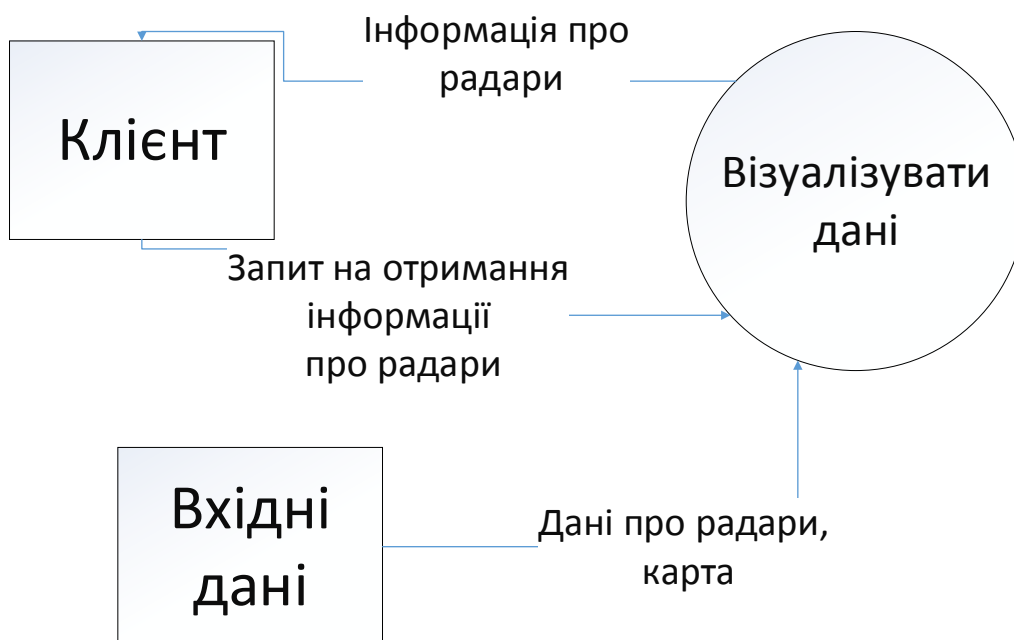 Інформація про
радари
Клієнт
Візуалізувати
дані
Запит на отримання
інформації
про радари
Вхідні
дані
Дані про радари,
карта